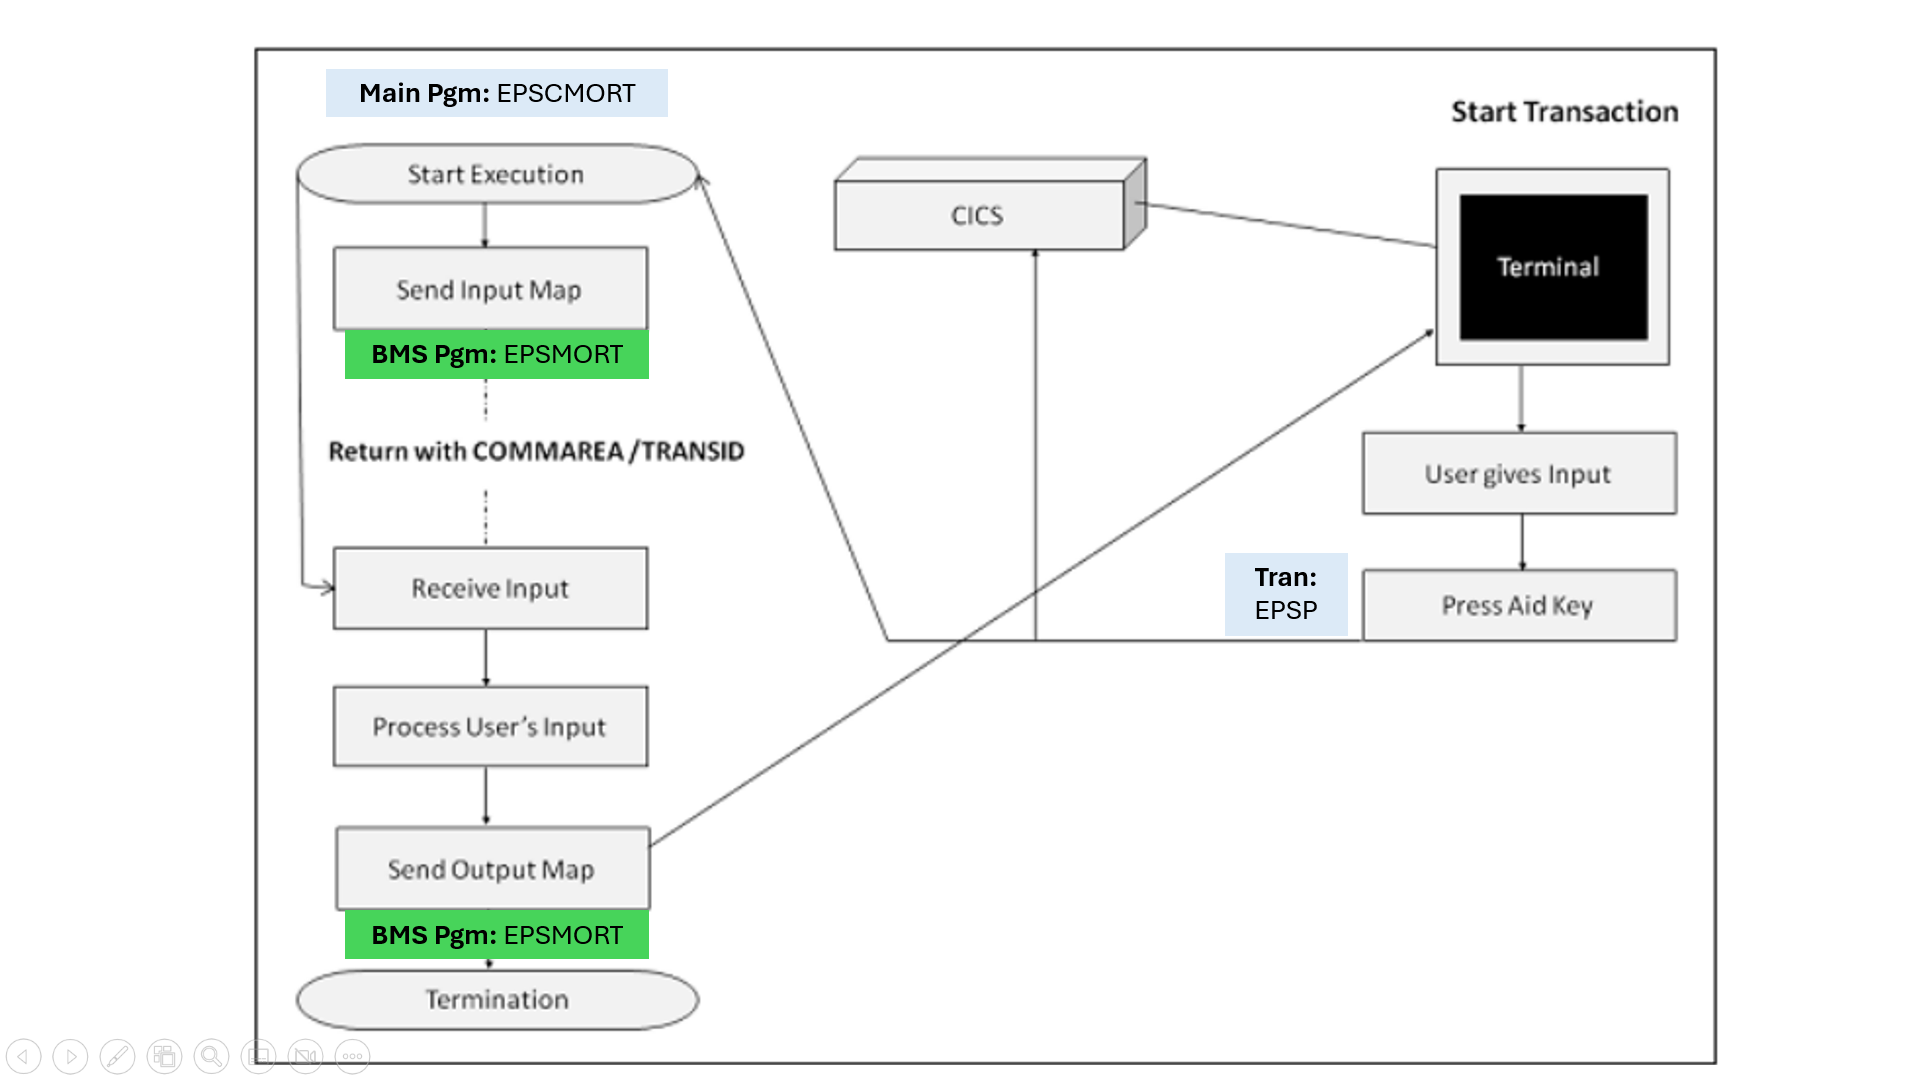 Main Pgm: EPSCMORT
Start Transaction
Start Execution
CICS
Terminal
Send Input Map
BMS Pgm: EPSMORT
Return with COMMAREA /TRANSID
User gives Input
Receive Input
Tran:
EPSP
Press Aid Key
Process User's Input
Send Output Map
BMS Pgm: EPSMORT
Termination